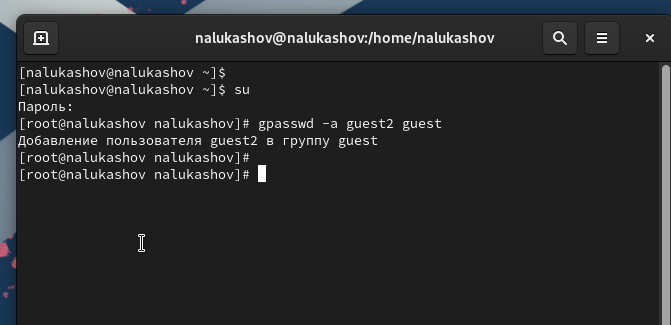 nalukashov@nalukashov:/home/nalukashov
[nalukashov@nalukashov ~]$
[nalukashov@nalukashov ~]$ su
Пароль:
[root@nalukashov nalukashov]# gpasswd -a guest2 guest
Добавление пользователя guest2 в группу guest
[root@nalukashov nalukashov]#
[root@nalukashov nalukashov]#